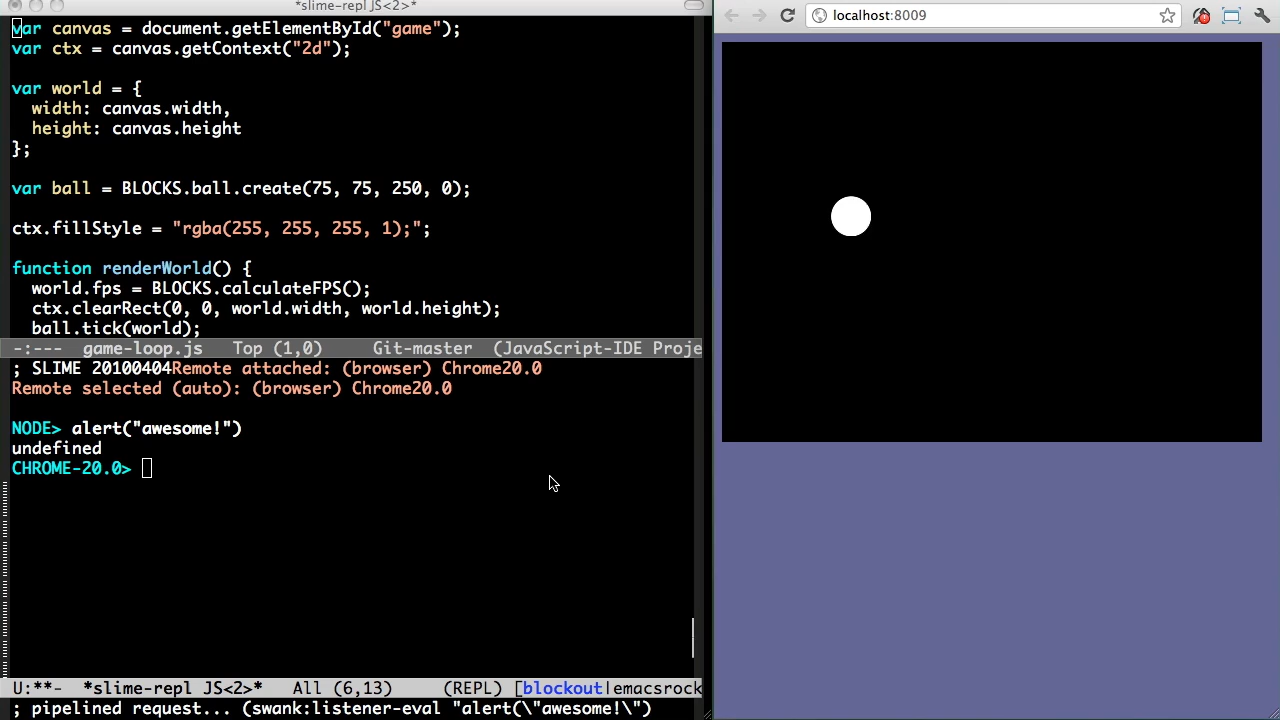 *slime-repl JS<2>*
var canvas = document.getElementById("game");
var ctx = canvas.getContext("2d");
var world = {
  width: canvas.width,
  height: canvas.height
};
var ball = BLOCKS.ball.create(75, 75, 250, 0);
ctx.fillStyle = "rgba(255, 255, 255, 1);";
function renderWorld() {
  world.fps = BLOCKS.calculateFPS();
  ctx.clearRect(0, 0, world.width, world.height);
  ball.tick(world);
-:---  game-loop.js   Top (1,0)     Git-master  (JavaScript-IDE Proje
; SLIME 20100404Remote attached: (browser) Chrome20.0
Remote selected (auto): (browser) Chrome20.0
NODE> alert("awesome!")
undefined
CHROME-20.0>
U:**-  *slime-repl JS<2>*   All (6,13)     (REPL) [blockout|emacsrock
; pipelined request... (swank:listener-eval "alert(\"awesome!\")
localhost:8009